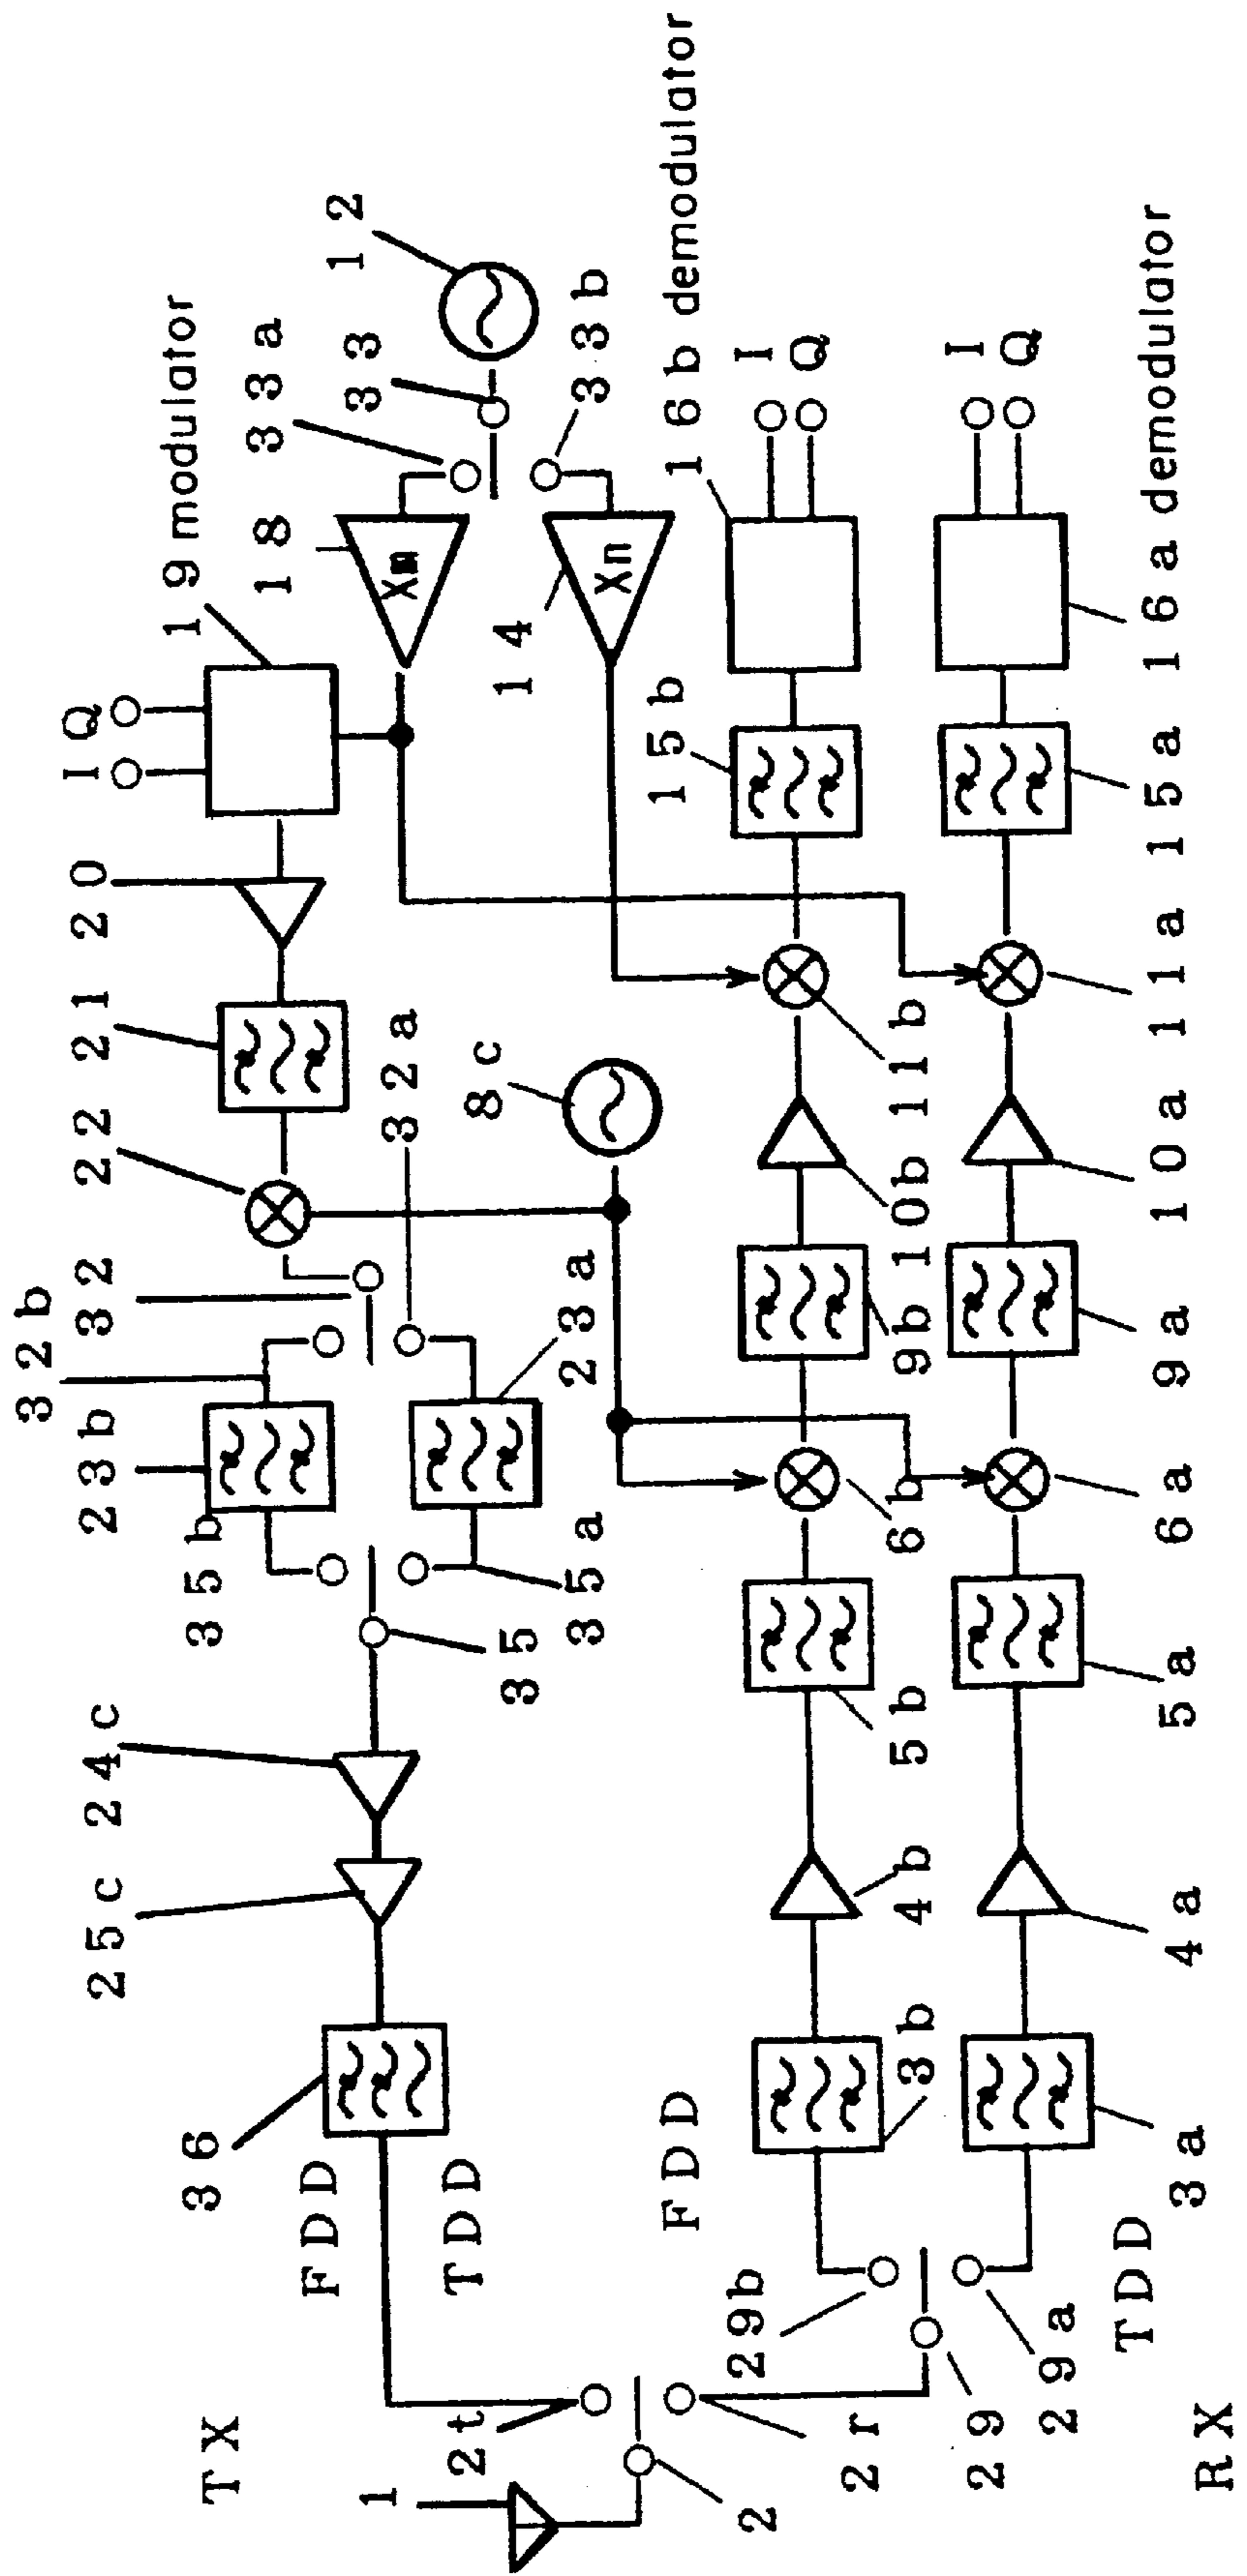 32b
25c 24c 23b 32 22 21 20 I Q
TX 36 35b 19 modulator
18 33a
FDD 12
1 33
32a
TDD
2t 8c
35 14
35a 23a 33b
FDD 15b 16b demodulator
2 29b I
Q
2r 3b 4b 5b 6b 9b 10b 11b
29 I
29a Q
TDD
3a 4a 5a 6a 9a 10a 11a 15a 16a demodulator
RX
Xm
Xn